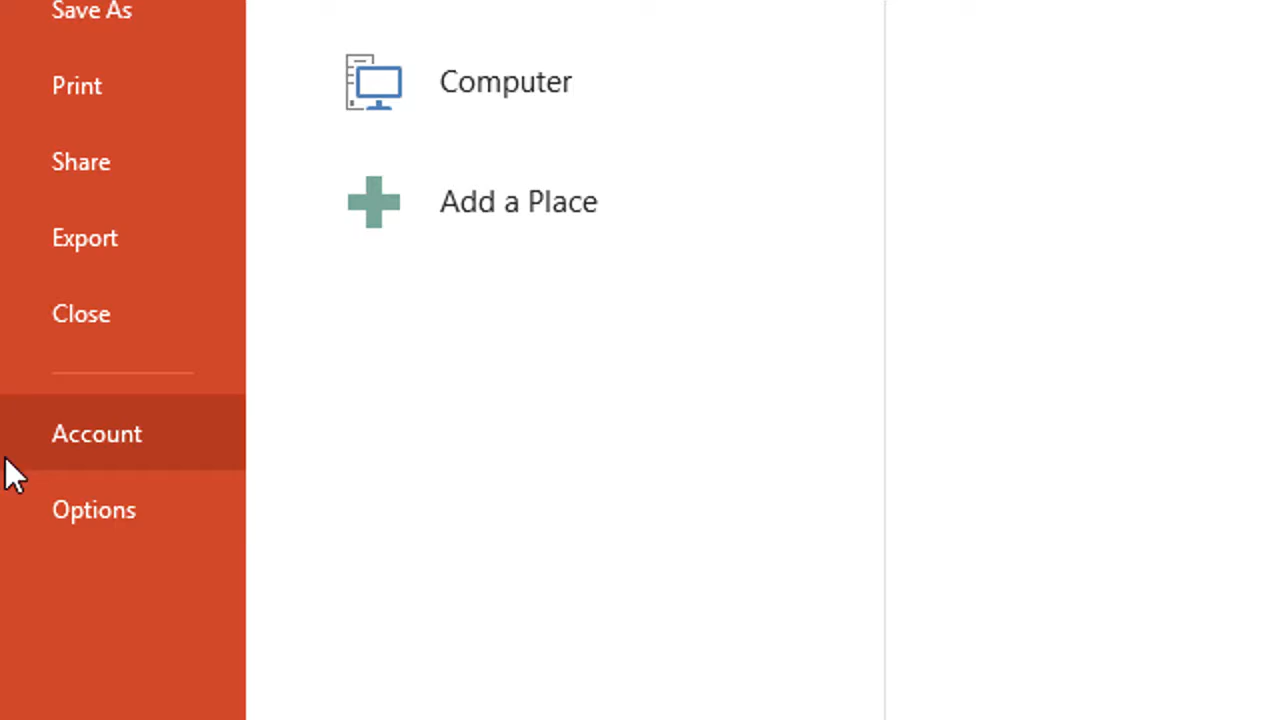 Save As
Print
Share
Export
Close
Account
Options
Computer
Add a Place